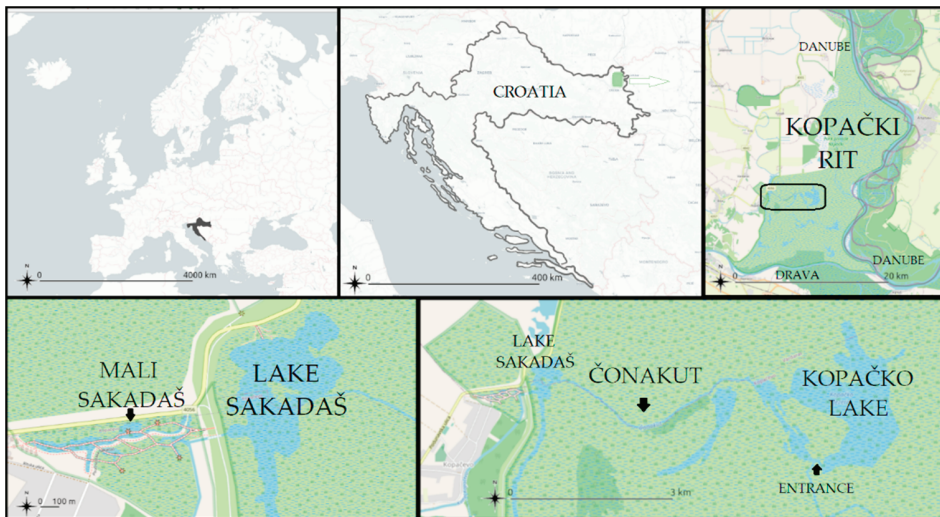 N
0
4000 km
CROATIA
N
0
400 km
DANUBE
KOPAČKI
RIT
DANUBE
DRAVA
N
0
20 km
MALI
SAKADAŠ
LAKE
SAKADAŠ
N
0
100 m
LAKE
SAKADAŠ
ČONAKUT
KOPAČKO
LAKE
ENTRANCE
N
0
3 km